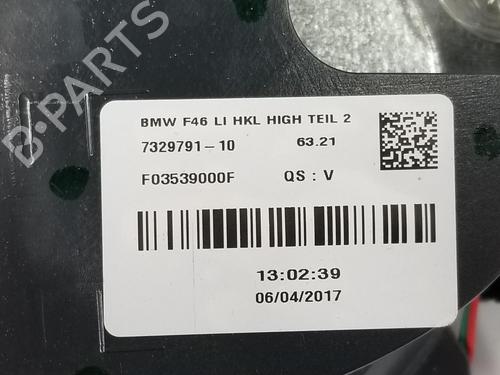 BMW F46 LI HKL HIGH TEIL 2
7329791-10 63.21
F03539000F QS : V
13:02:39
06/04/2017
B-PARTS